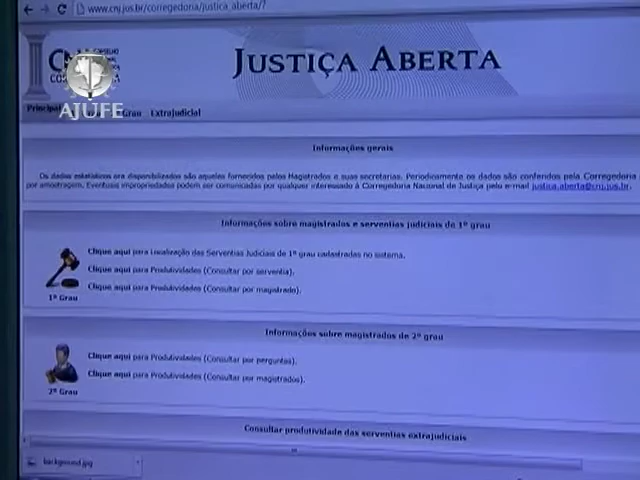 www.cnj.jus.br/corregedoria/justica_aberta/?
CNJ CONSELHO
AJUFE
JUSTIÇA ABERTA
Principal Grau Extrajudicial
Informações gerais
Os dados estatísticos ora disponibilizados são aqueles fornecidos pelos Magistrados e suas secretarias. Periodicamente os dados são conferidos pela Corregedoria
por amostragem. Eventuais impropriedades podem ser comunicadas por qualquer interessado à Corregedoria Nacional de Justiça pelo e-mail justica.aberta@cnj.jus.br.
Informações sobre magistrados e serventias judiciais de 1º grau
Clique aqui para Localização das Serventias Judiciais de 1º grau cadastradas no sistema.
Clique aqui para Produtividades (Consultar por serventia).
Clique aqui para Produtividades (Consultar por magistrado).
1º Grau
Informações sobre magistrados de 2º grau
Clique aqui para Produtividades (Consultar por perguntas).
Clique aqui para Produtividades (Consultar por magistrados).
2º Grau
Consultar produtividade das serventias extrajudiciais
background.jpg